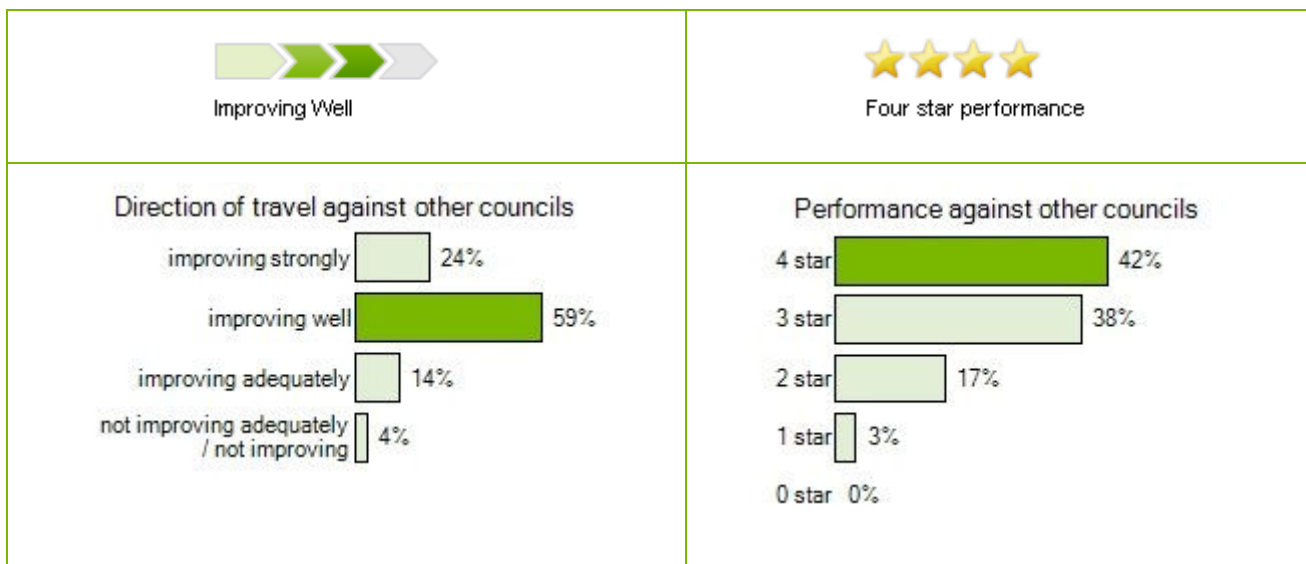 Improving Well
Four star performance
Direction of travel against other councils
improving strongly 24%
improving well 59%
improving adequately 14%
not improving adequately
/ not improving 4%
Performance against other councils
4 star 42%
3 star 38%
2 star 17%
1 star 3%
0 star 0%